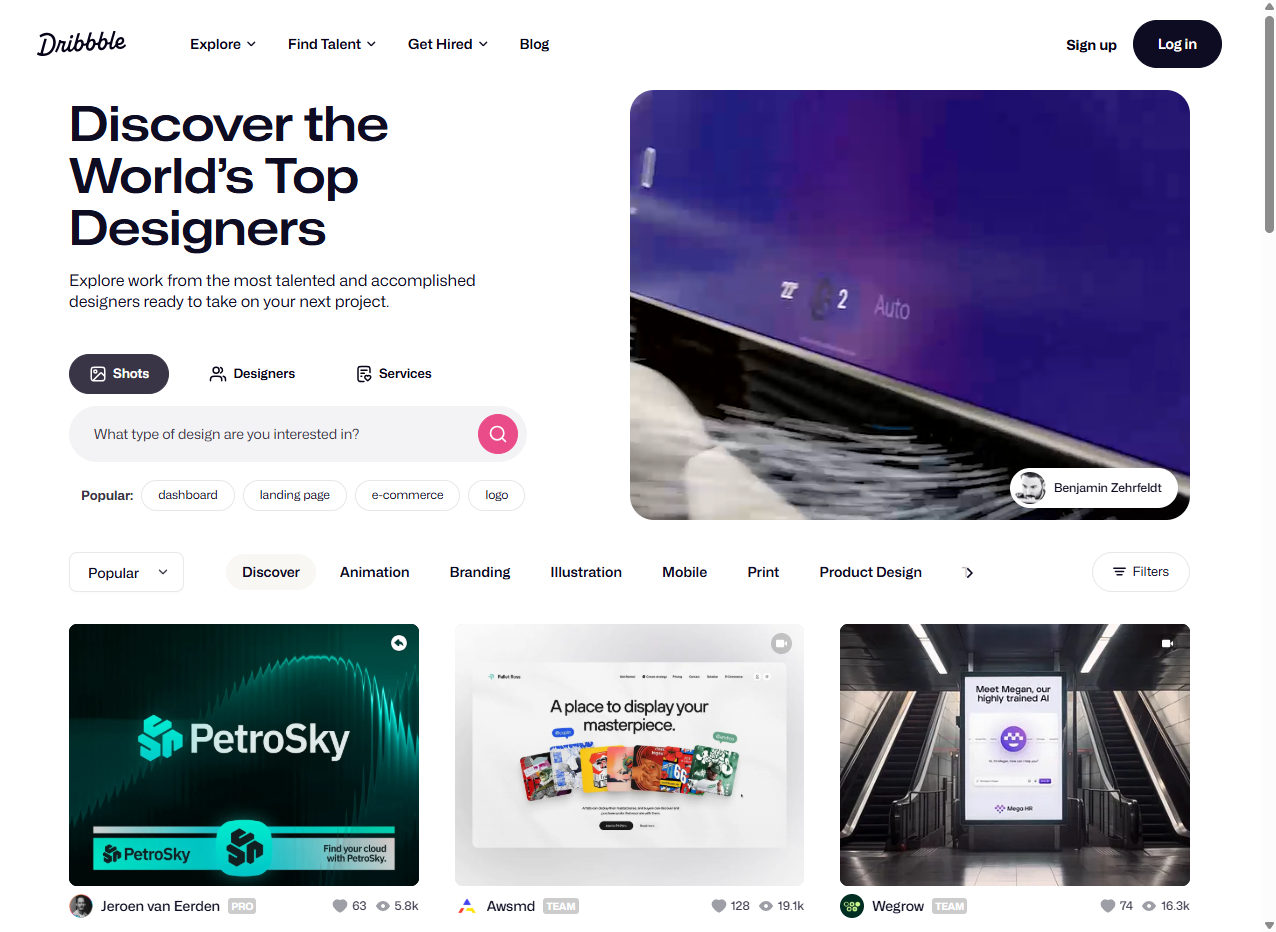 Dribbble
Explore
Find Talent
Get Hired
Blog
Sign up
Log in
Discover the
World's Top
Designers
Explore work from the most talented and accomplished
designers ready to take on your next project.
2 Auto
Benjamin Zehrfeldt
Shots
Designers
Services
What type of design are you interested in?
Popular:
dashboard
landing page
e-commerce
logo
Popular
Discover
Animation
Branding
Illustration
Mobile
Print
Product Design
Filters
PetroSky
PetroSky
Find your cloud
with PetroSky.
Jeroen van Eerden PRO 63 5.8k
A place to display your
masterpiece.
Awsmd TEAM 128 19.1k
Meet Megan, our
highly trained AI
Mega HR
Wegrow TEAM 74 16.3k